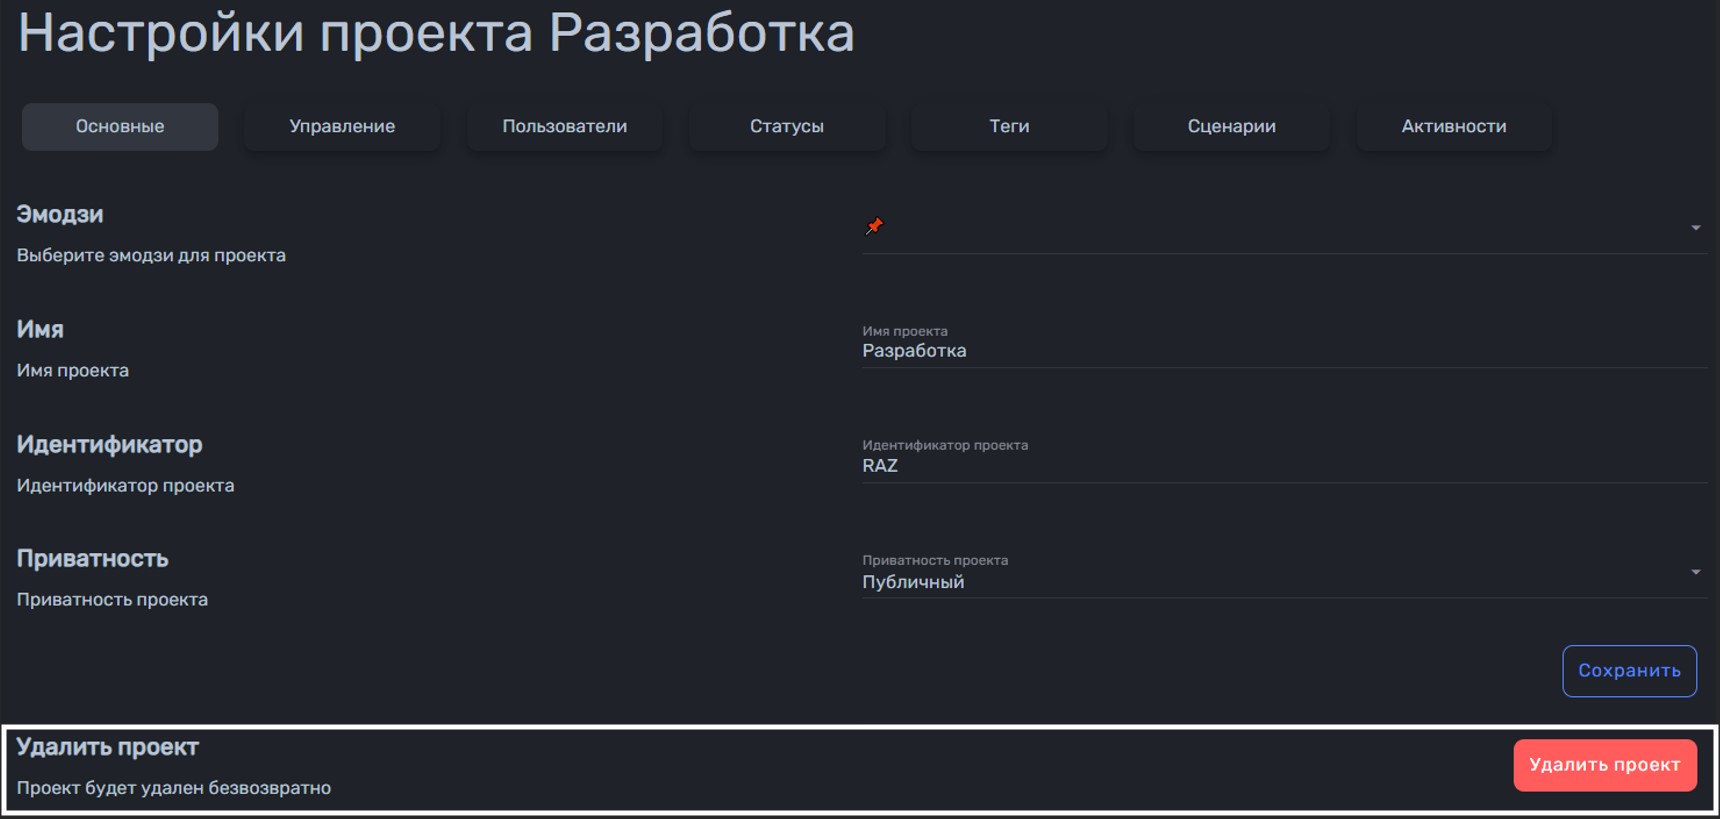 Настройки проекта Разработка
Основные
Управление
Пользователи
Статусы
Теги
Сценарии
Активности
Эмодзи
Выберите эмодзи для проекта
Имя
Имя проекта
Имя проекта
Разработка
Идентификатор
Идентификатор проекта
Идентификатор проекта
RAZ
Приватность
Приватность проекта
Приватность проекта
Публичный
Сохранить
Удалить проект
Проект будет удален безвозвратно
Удалить проект